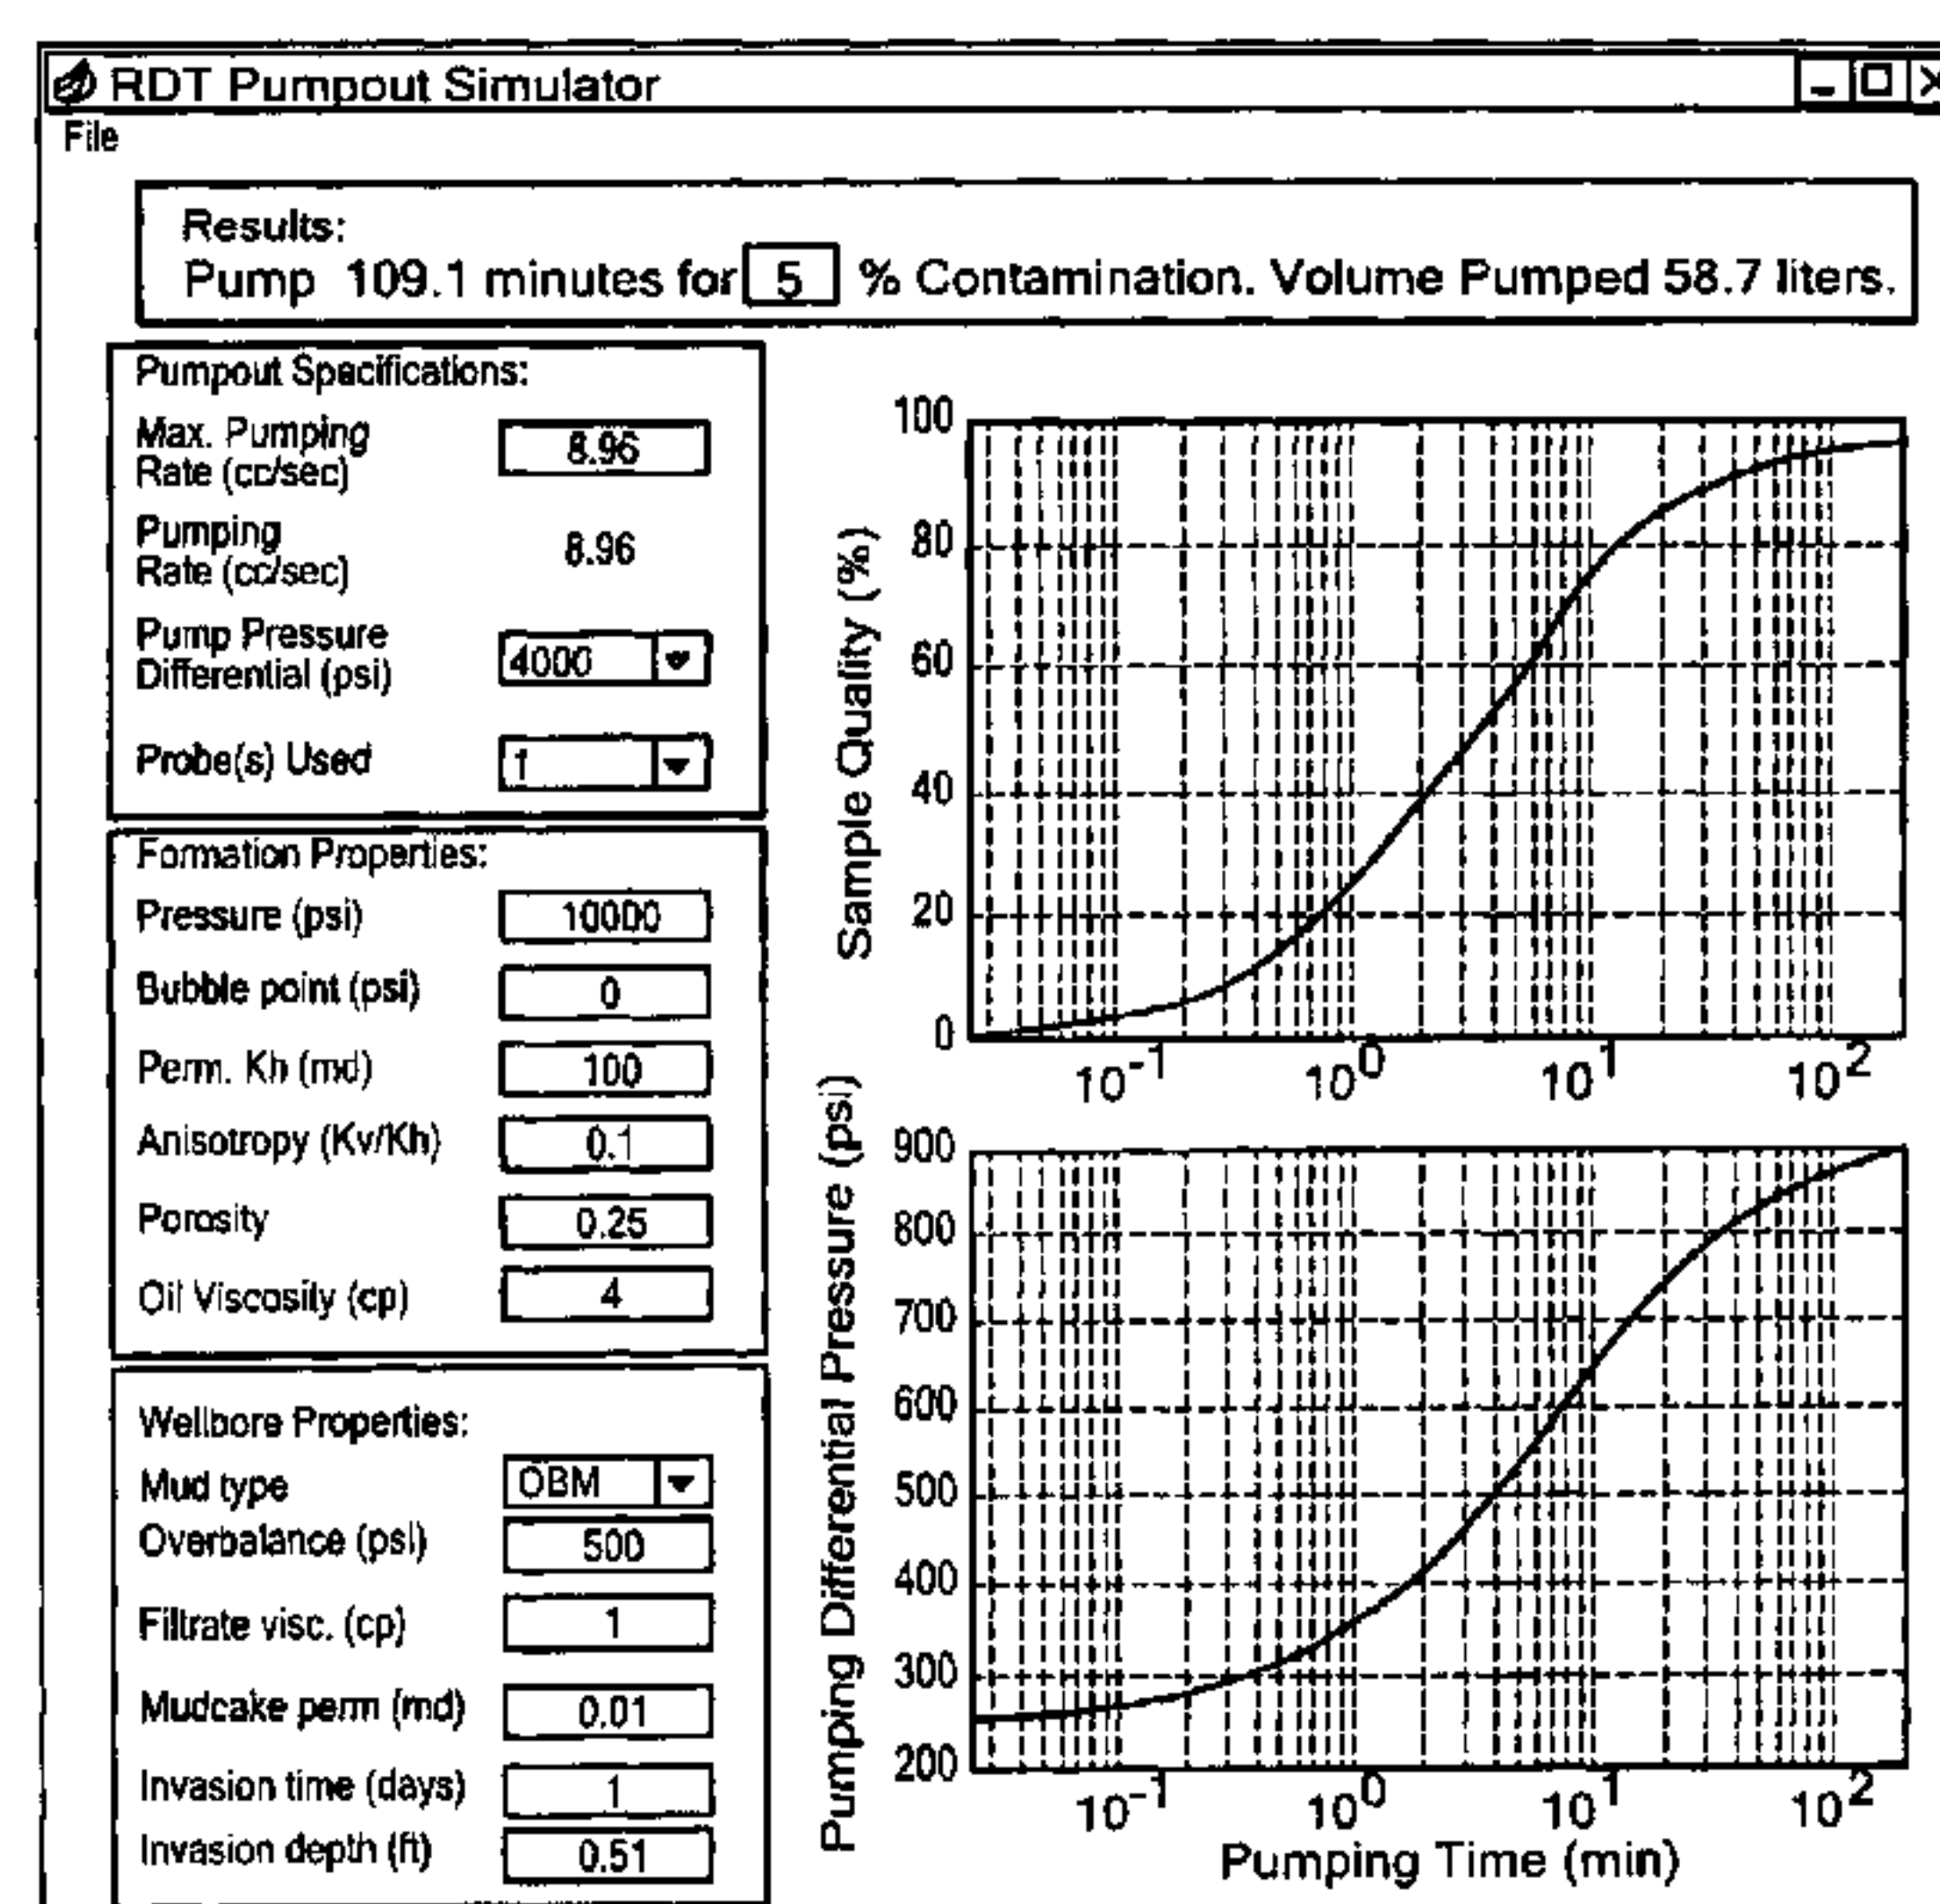 RDT Pumpout Simulator
File
Results:
Pump 109.1 minutes for 5 % Contamination. Volume Pumped 58.7 liters.
Pumpout Specifications:
Max. Pumping
Rate (cc/sec)
8.96
Pumping
Rate (cc/sec)
8.96
Pump Pressure
Differential (psi)
4000
Probe(s) Used
1
Formation Properties:
Pressure (psi)
10000
Bubble point (psi)
0
Perm. Kh (md)
100
Anisotropy (Kv/Kh)
0.1
Porosity
0.25
Oil Viscosity (cp)
4
Wellbore Properties:
Mud type
OBM
Overbalance (psi)
500
Filtrate visc. (cp)
1
Mudcake perm (md)
0.01
Invasion time (days)
1
Invasion depth (ft)
0.51
Sample Quality (%)
100
80
60
40
20
0
10⁻¹ 10⁰ 10¹ 10²
Pumping Differential Pressure (psi)
900
800
700
600
500
400
300
200
10⁻¹ 10⁰ 10¹ 10²
Pumping Time (min)